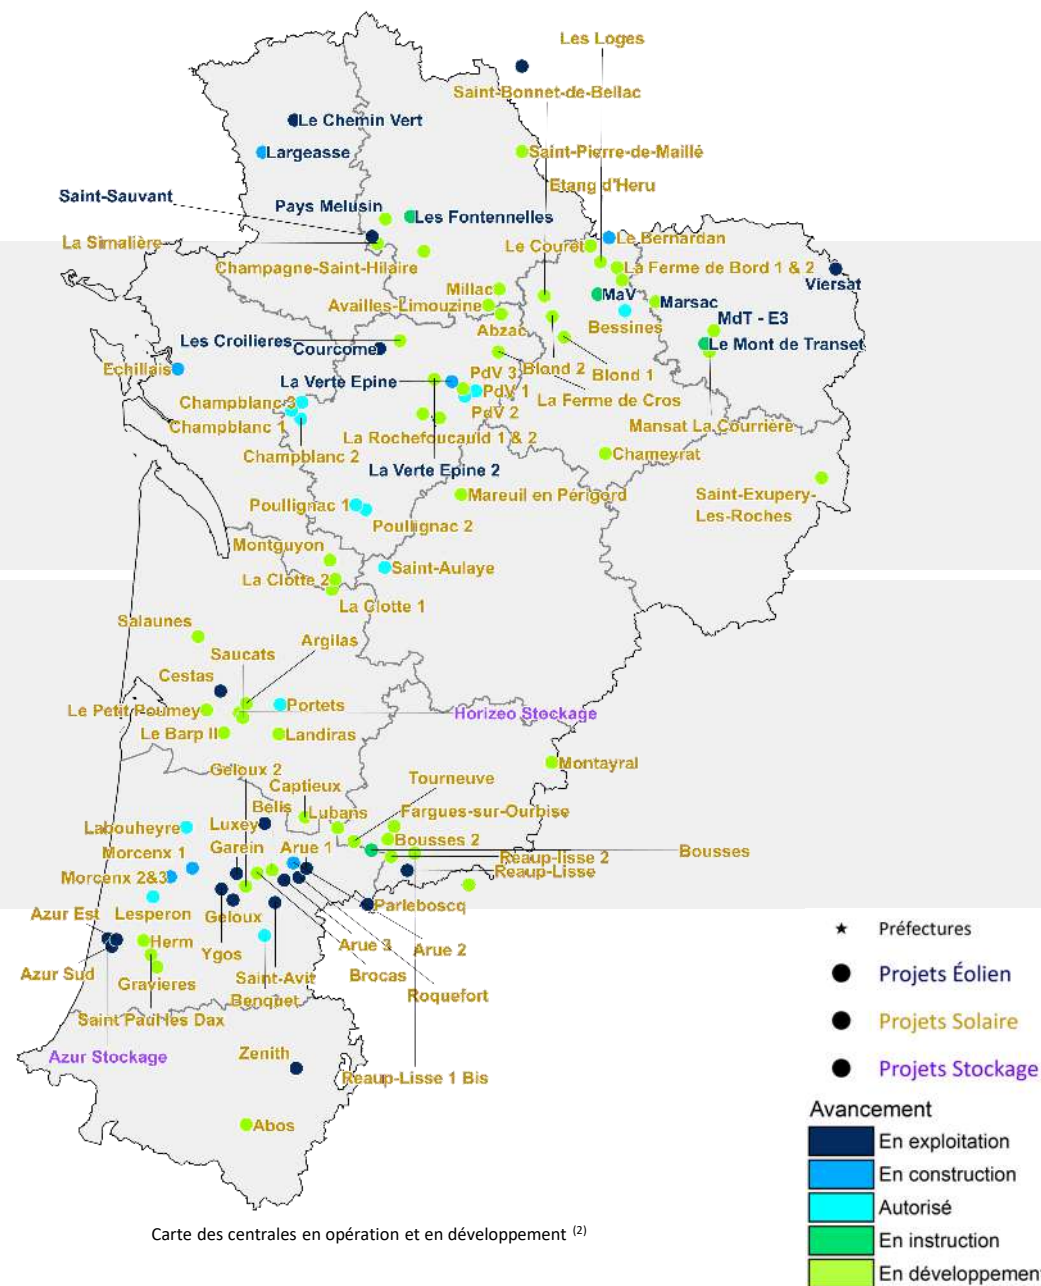 Les Loges
Saint-Bonnet-de-Bellac
Le Chemin Vert
Largeasse
Saint-Pierre-de-Maillé
Etang d'Heru
Saint-Sauvant
Pays Melusin
Les Fontennelles
La Simalière
Le Courét
Le Bernardan
Champagne-Saint-Hilaire
La Ferme de Bord 1 & 2
Viersat
Millac
MaV
Marsac
Availles-Limouzine
Abzac
Bessines
MdT - E3
Les Croilieres
Courcome
Le Mont de Transet
Echillais
La Verte Epine
PdV 3
Blond 2
Blond 1
PdV 1
Champblanc 3
La Ferme de Cros
PdV 2
Champblanc 1
La Rochefoucauld 1 & 2
Mansat La Courrière
Champblanc 2
La Verte Epine 2
Chameyrat
Mareuil en Périgord
Saint-Exupery-
Les-Roches
Poullignac 1
Poullignac 2
Montguyon
Saint-Aulaye
La Clotte 2
La Clotte 1
Salaunes
Argilas
Saucats
Cestas
Le Petit Poumey
Portets
Horizeo Stockage
Le Barp II
Landiras
Montayral
Geloux 2
Tourneuve
Captieux
Belis
Lubans
Fargues-sur-Ourbise
Labouheyre
Luxey
Bousses 2
Garein
Arue 1
Morcenx 1
Reaup-lisse 2
Bousses
Reaup-Lisse
Morcenx 2&3
Azur Est
Lesperon
Geloux
Parleboscq
Herm
Ygos
Arue 3
Arue 2
Azur Sud
Gravieres
Saint-Avit
Brocas
Benquet
Roquefort
Saint Paul les Dax
Azur Stockage
Zenith
Reaup-Lisse 1 Bis
Abos
Préfectures
Projets Éolien
Projets Solaire
Projets Stockage
Avancement
En exploitation
En construction
Autorisé
En instruction
En développement
Carte des centrales en opération et en développement (2)